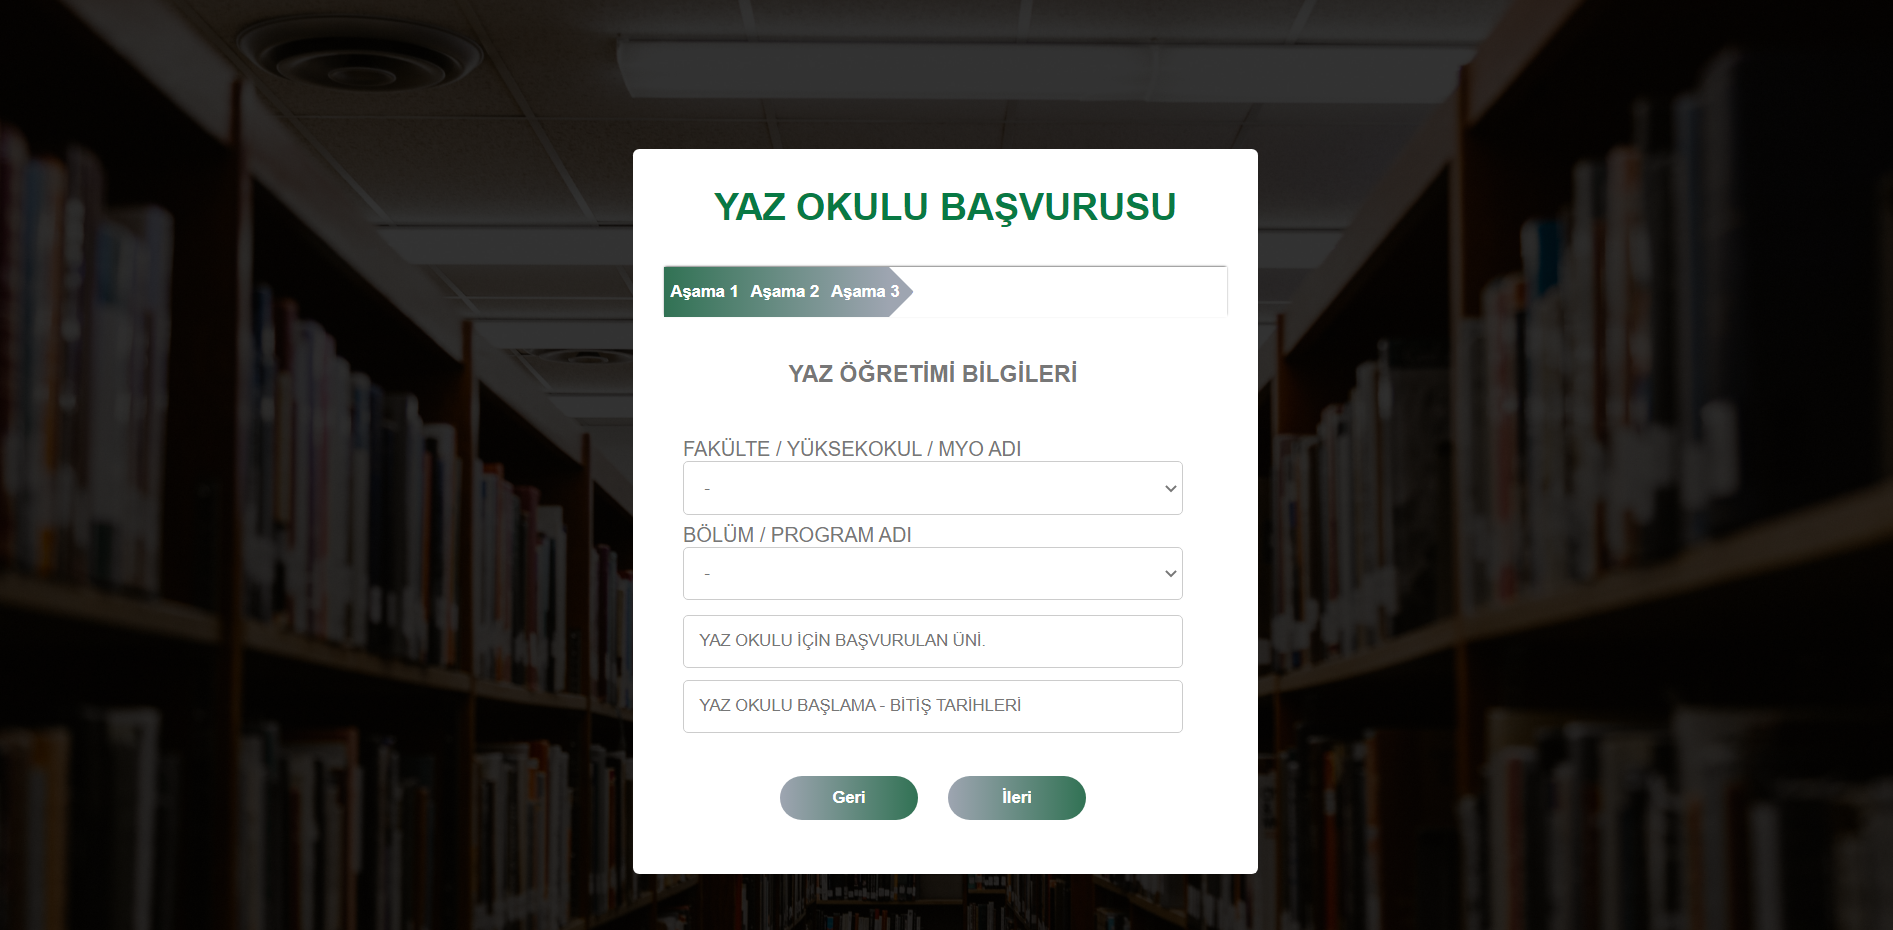 YAZ OKULU BAŞVURUSU
Aşama 1 Aşama 2 Aşama 3
YAZ ÖĞRETİMİ BİLGİLERİ
FAKÜLTE / YÜKSEKOKUL / MYO ADI
-
BÖLÜM / PROGRAM ADI
-
YAZ OKULU İÇİN BAŞVURULAN ÜNİ.
YAZ OKULU BAŞLAMA - BİTİŞ TARİHLERİ
Geri İleri